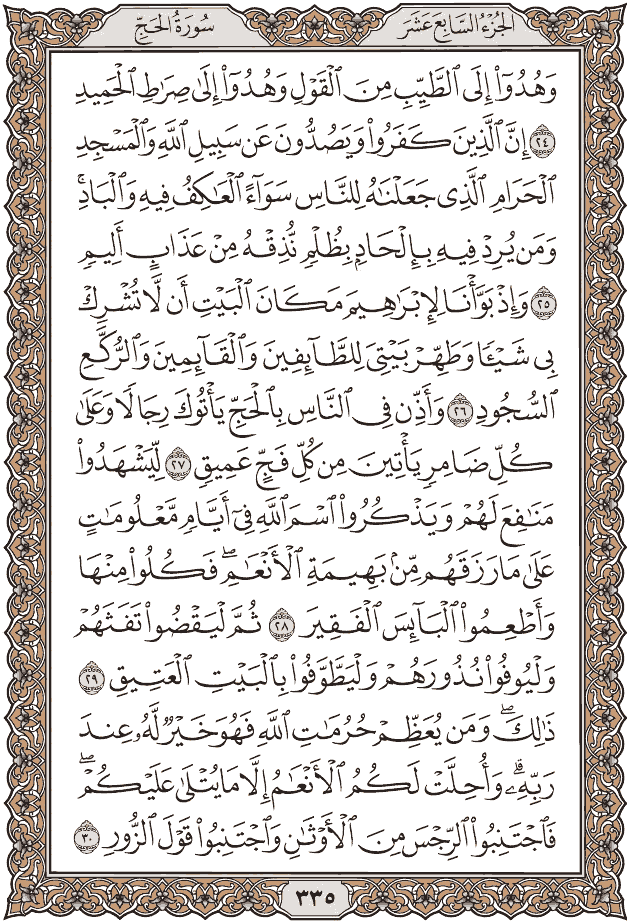 الجُزْءُ السَّابِعَ عَشَرَ
سُورَةُ الحَجِّ
وَهُدُوٓا۟ إِلَى ٱلطَّيِّبِ مِنَ ٱلْقَوْلِ وَهُدُوٓا۟ إِلَىٰ صِرَٰطِ ٱلْحَمِيدِ
٢٤ إِنَّ ٱلَّذِينَ كَفَرُوا۟ وَيَصُدُّونَ عَن سَبِيلِ ٱللَّهِ وَٱلْمَسْجِدِ
ٱلْحَرَامِ ٱلَّذِى جَعَلْنَٰهُ لِلنَّاسِ سَوَآءً ٱلْعَٰكِفُ فِيهِ وَٱلْبَادِ ۚ
وَمَن يُرِدْ فِيهِ بِإِلْحَادٍۭ بِظُلْمٍ نُّذِقْهُ مِنْ عَذَابٍ أَلِيمٍ
٢٥ وَإِذْ بَوَّأْنَا لِإِبْرَٰهِيمَ مَكَانَ ٱلْبَيْتِ أَن لَّا تُشْرِكْ
بِى شَيْـًٔا وَطَهِّرْ بَيْتِىَ لِلطَّآئِفِينَ وَٱلْقَآئِمِينَ وَٱلرُّكَّعِ
ٱلسُّجُودِ ٢٦ وَأَذِّن فِى ٱلنَّاسِ بِٱلْحَجِّ يَأْتُوكَ رِجَالًا وَعَلَىٰ
كُلِّ ضَامِرٍ يَأْتِينَ مِن كُلِّ فَجٍّ عَمِيقٍ ٢٧ لِّيَشْهَدُوا۟
مَنَٰفِعَ لَهُمْ وَيَذْكُرُوا۟ ٱسْمَ ٱللَّهِ فِىٓ أَيَّامٍ مَّعْلُومَٰتٍ
عَلَىٰ مَا رَزَقَهُم مِّنۢ بَهِيمَةِ ٱلْأَنْعَٰمِ ۖ فَكُلُوا۟ مِنْهَا
وَأَطْعِمُوا۟ ٱلْبَآئِسَ ٱلْفَقِيرَ ٢٨ ثُمَّ لْيَقْضُوا۟ تَفَثَهُمْ
وَلْيُوفُوا۟ نُذُورَهُمْ وَلْيَطَّوَّفُوا۟ بِٱلْبَيْتِ ٱلْعَتِيقِ ٢٩
ذَٰلِكَ ۖ وَمَن يُعَظِّمْ حُرُمَٰتِ ٱللَّهِ فَهُوَ خَيْرٌ لَّهُۥ عِندَ
رَبِّهِۦ ۗ وَأُحِلَّتْ لَكُمُ ٱلْأَنْعَٰمُ إِلَّا مَا يُتْلَىٰ عَلَيْكُمْ ۖ
فَٱجْتَنِبُوا۟ ٱلرِّجْسَ مِنَ ٱلْأَوْثَٰنِ وَٱجْتَنِبُوا۟ قَوْلَ ٱلزُّورِ ٣٠
٣٣٥